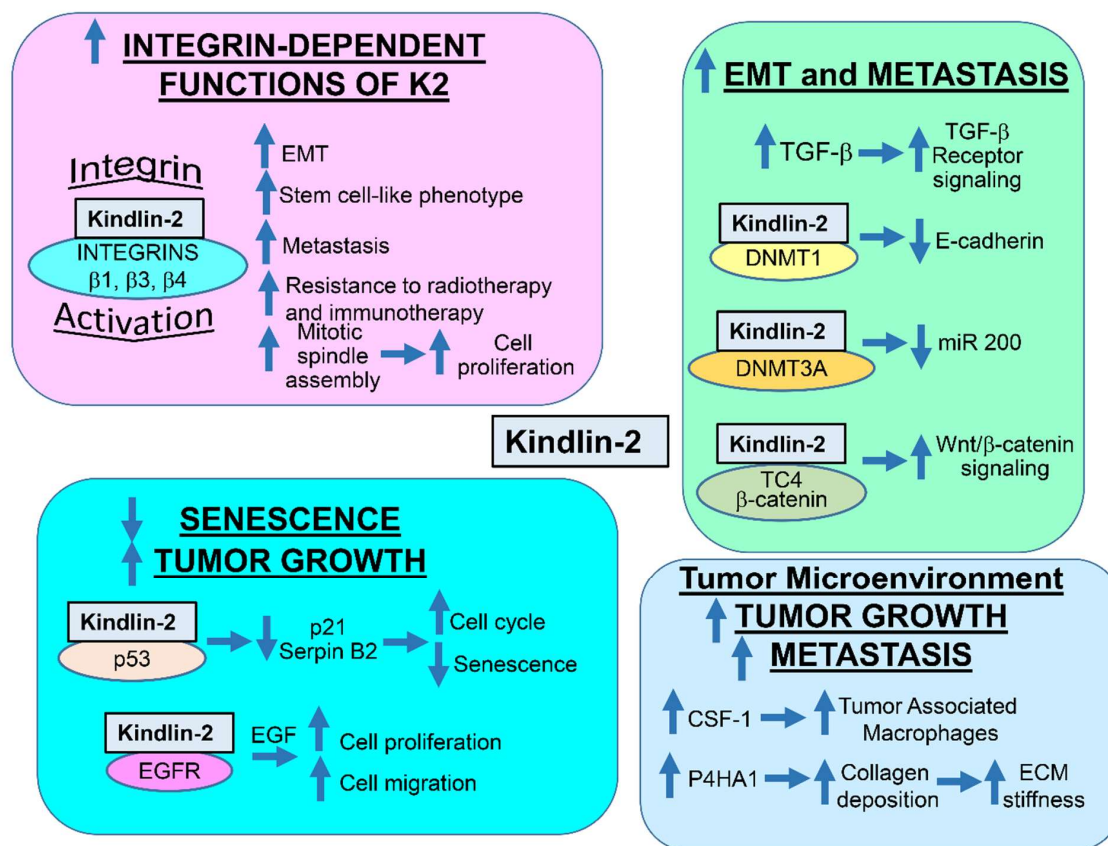 INTEGRIN-DEPENDENT
FUNCTIONS OF K2
Integrin
Kindlin-2
INTEGRINS
β1, β3, β4
Activation
EMT
Stem cell-like phenotype
Metastasis
Resistance to radiotherapy
and immunotherapy
Mitotic
spindle
assembly
Cell
proliferation
EMT and METASTASIS
TGF-β
TGF-β
Receptor
signaling
Kindlin-2
DNMT1
E-cadherin
Kindlin-2
DNMT3A
miR 200
Kindlin-2
TC4
β-catenin
Wnt/β-catenin
signaling
Kindlin-2
SENESCENCE
TUMOR GROWTH
Kindlin-2
p53
p21
Serpin B2
Cell cycle
Senescence
Kindlin-2
EGFR
EGF
Cell proliferation
Cell migration
Tumor Microenvironment
TUMOR GROWTH
METASTASIS
CSF-1
Tumor Associated
Macrophages
P4HA1
Collagen
deposition
ECM
stiffness